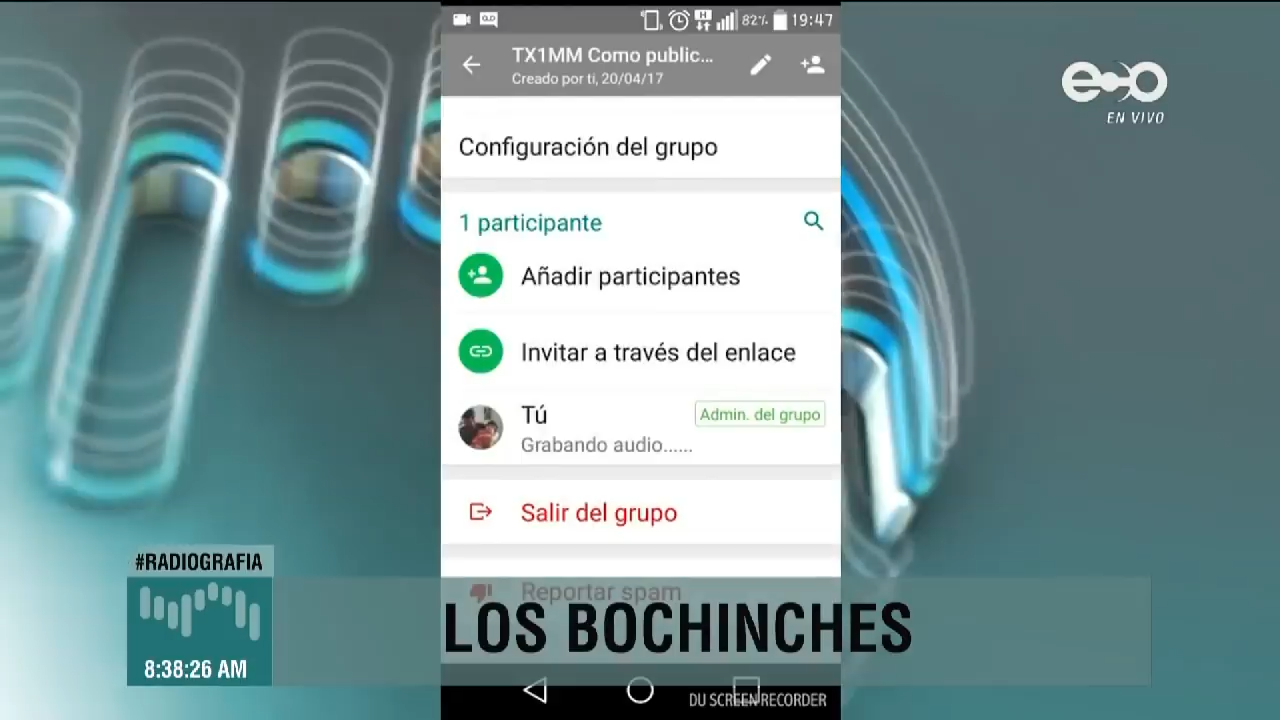 82% 19:47
TX1MM Como public...
Creado por ti, 20/04/17
eco
EN VIVO
Configuración del grupo
1 participante
Añadir participantes
Invitar a través del enlace
Tú
Admin. del grupo
Grabando audio......
Salir del grupo
#RADIOGRAFIA
Reportar spam
LOS BOCHINCHES
8:38:26 AM
DU SCREEN RECORDER